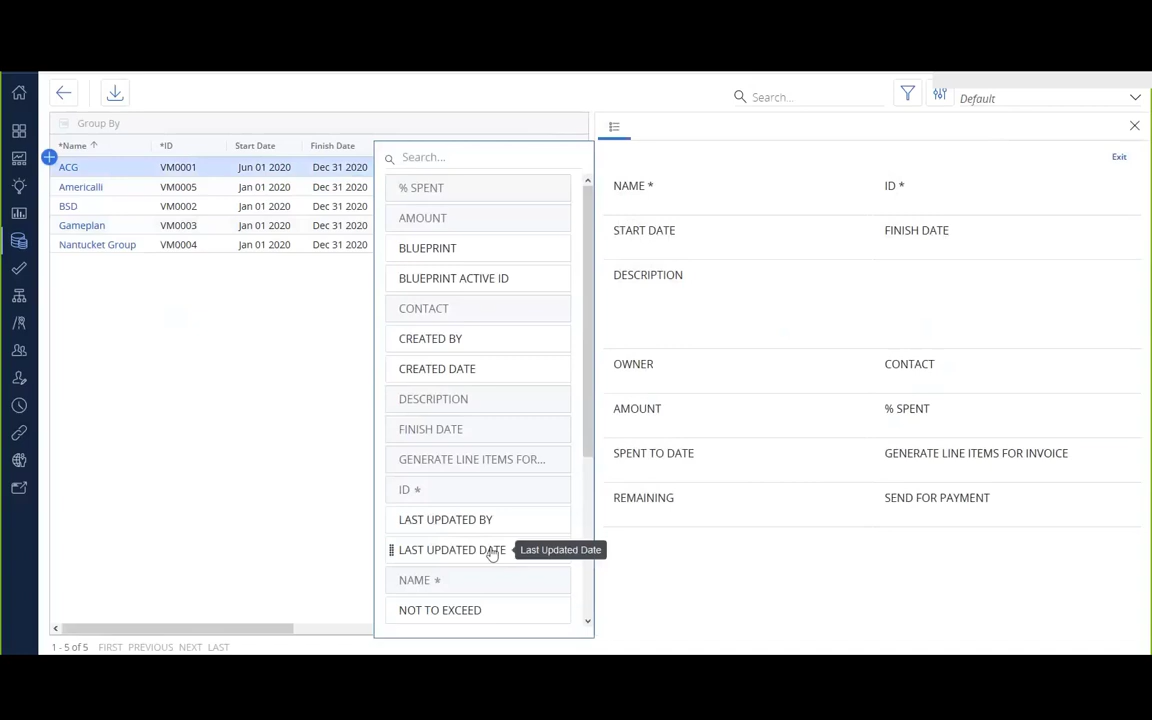 Search...
Default
Group By
*Name *ID Start Date Finish Date
ACG VM0001 Jun 01 2020 Dec 31 2020
Americalli VM0005 Jan 01 2020 Dec 31 2020
BSD VM0002 Jan 01 2020 Dec 31 2020
Gameplan VM0003 Jan 01 2020 Dec 31 2020
Nantucket Group VM0004 Jan 01 2020 Dec 31 2020
1 - 5 of 5 FIRST PREVIOUS NEXT LAST
Search...
% SPENT
AMOUNT
BLUEPRINT
BLUEPRINT ACTIVE ID
CONTACT
CREATED BY
CREATED DATE
DESCRIPTION
FINISH DATE
GENERATE LINE ITEMS FOR...
ID *
LAST UPDATED BY
LAST UPDATED DATE
Last Updated Date
NAME *
NOT TO EXCEED
Exit
NAME * ID *
START DATE FINISH DATE
DESCRIPTION
OWNER CONTACT
AMOUNT % SPENT
SPENT TO DATE GENERATE LINE ITEMS FOR INVOICE
REMAINING SEND FOR PAYMENT